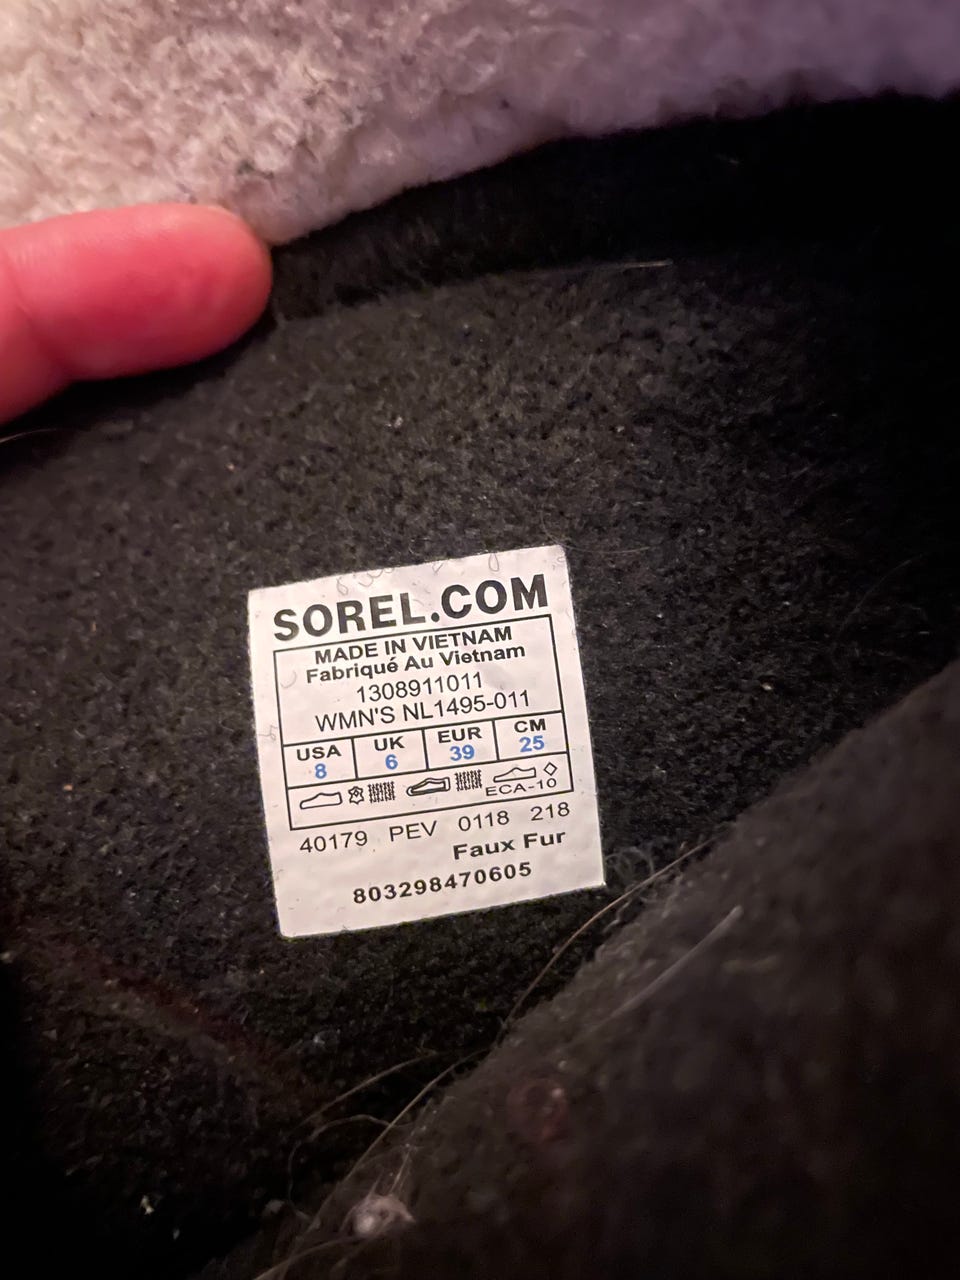 SOREL.COM
MADE IN VIETNAM
Fabriqué Au Vietnam
1308911011
WMN'S NL1495-011
USA UK EUR CM
8 6 39 25
ECA-10
40179 PEV 0118 218
Faux Fur
803298470605